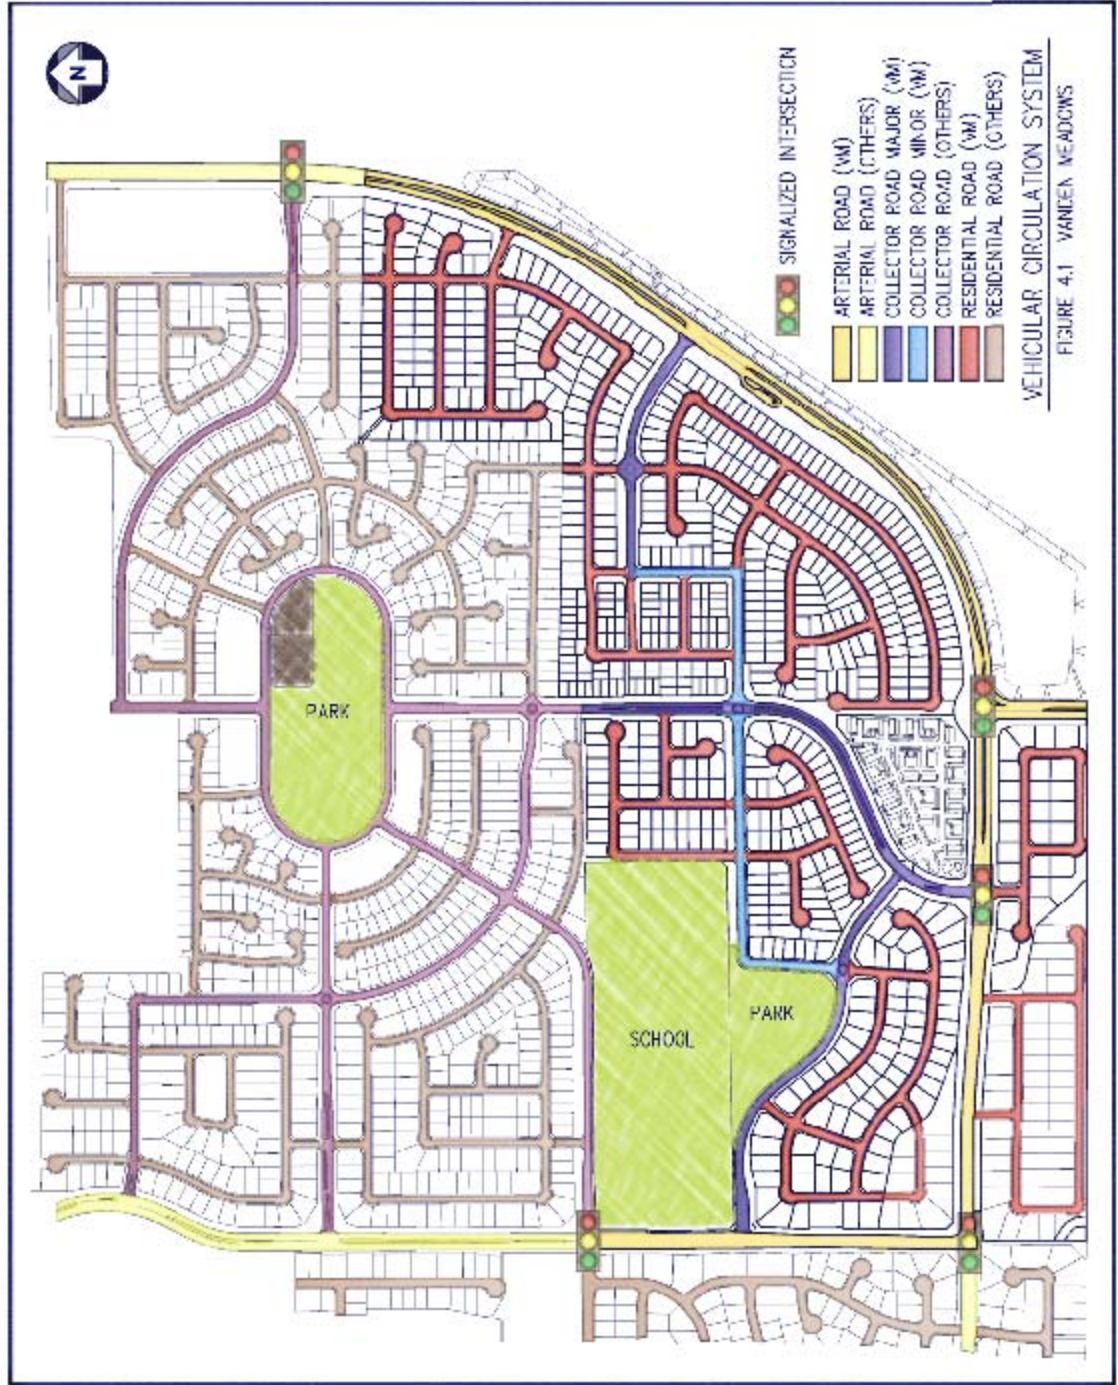 N
SIGNALIZED INTERSECTION
ARTERIAL ROAD (VM)
ARTERIAL ROAD (OTHERS)
COLLECTOR ROAD MAJOR (VM)
COLLECTOR ROAD MINOR (VM)
COLLECTOR ROAD (OTHERS)
RESIDENTIAL ROAD (VM)
RESIDENTIAL ROAD (OTHERS)
VEHICULAR CIRCULATION SYSTEM
FIGURE 4.1 VANDEN MEADOWS
PARK
SCHOOL
PARK